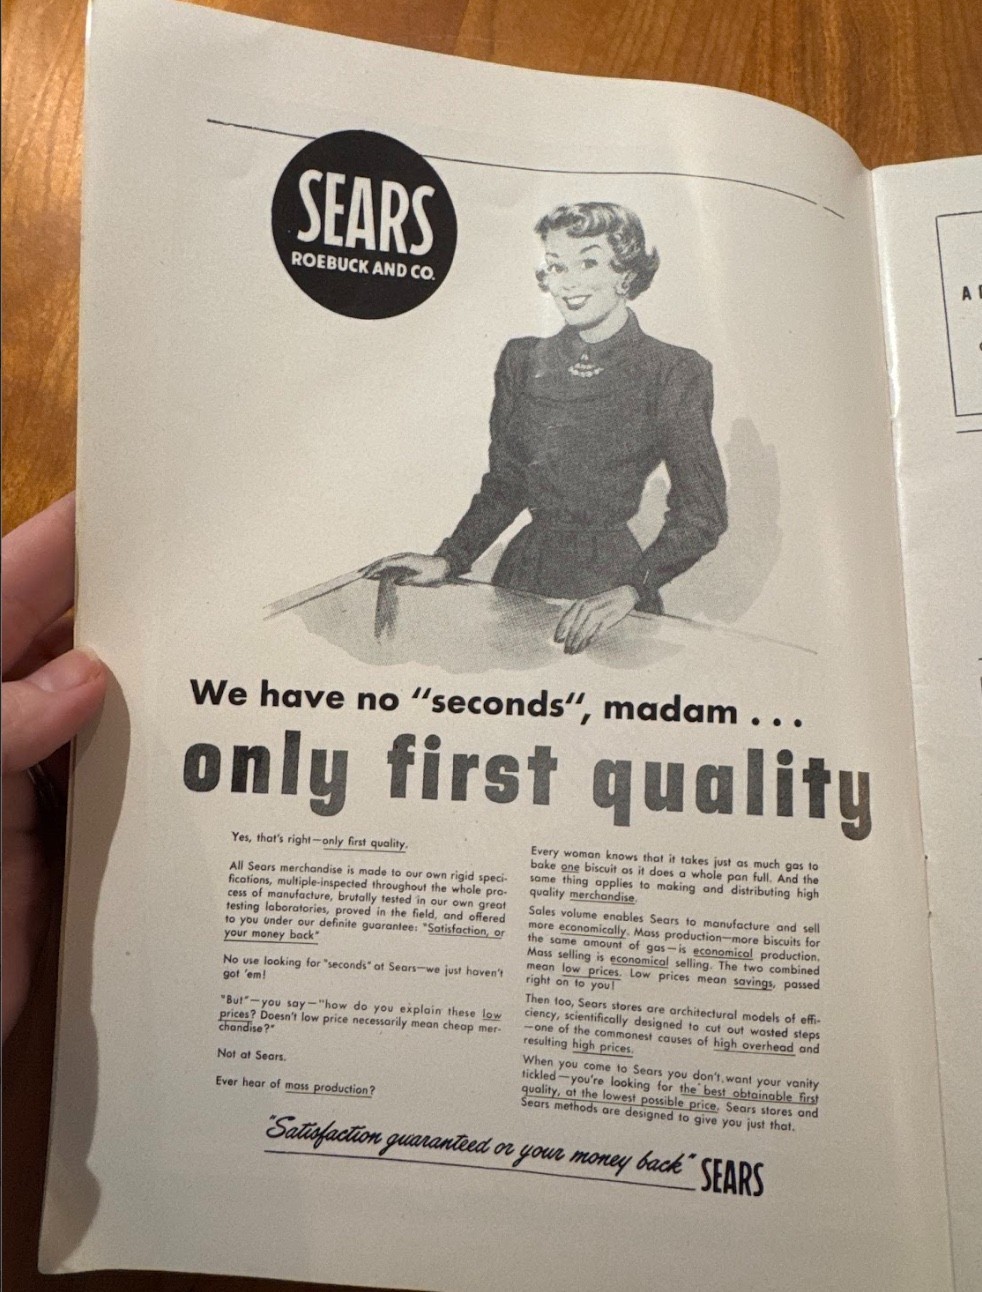 SEARS
ROEBUCK AND CO.
We have no “seconds“, madam . . .
only first quality
Yes, that's right—only first quality.
All Sears merchandise is made to our own rigid speci-
fications, multiple-inspected throughout the whole pro-
cess of manufacture, brutally tested in our own great
testing laboratories, proved in the field, and offered
to you under our definite guarantee: "Satisfaction, or
your money back"
No use looking for "seconds" at Sears—we just haven't
got 'em!
"But"—you say—"how do you explain these low
prices? Doesn't low price necessarily mean cheap mer-
chandise?"
Not at Sears.
Ever hear of mass production?
Every woman knows that it takes just as much gas to
bake one biscuit as it does a whole pan full. And the
same thing applies to making and distributing high
quality merchandise.
Sales volume enables Sears to manufacture and sell
more economically. Mass production—more biscuits for
the same amount of gas—is economical production.
Mass selling is economical selling. The two combined
mean low prices. Low prices mean savings, passed
right on to you!
Then too, Sears stores are architectural models of effi-
ciency, scientifically designed to cut out wasted steps
—one of the commonest causes of high overhead and
resulting high prices.
When you come to Sears you don't want your vanity
tickled—you're looking for the best obtainable first
quality, at the lowest possible price. Sears stores and
Sears methods are designed to give you just that.
"Satisfaction guaranteed or your money back" SEARS
A